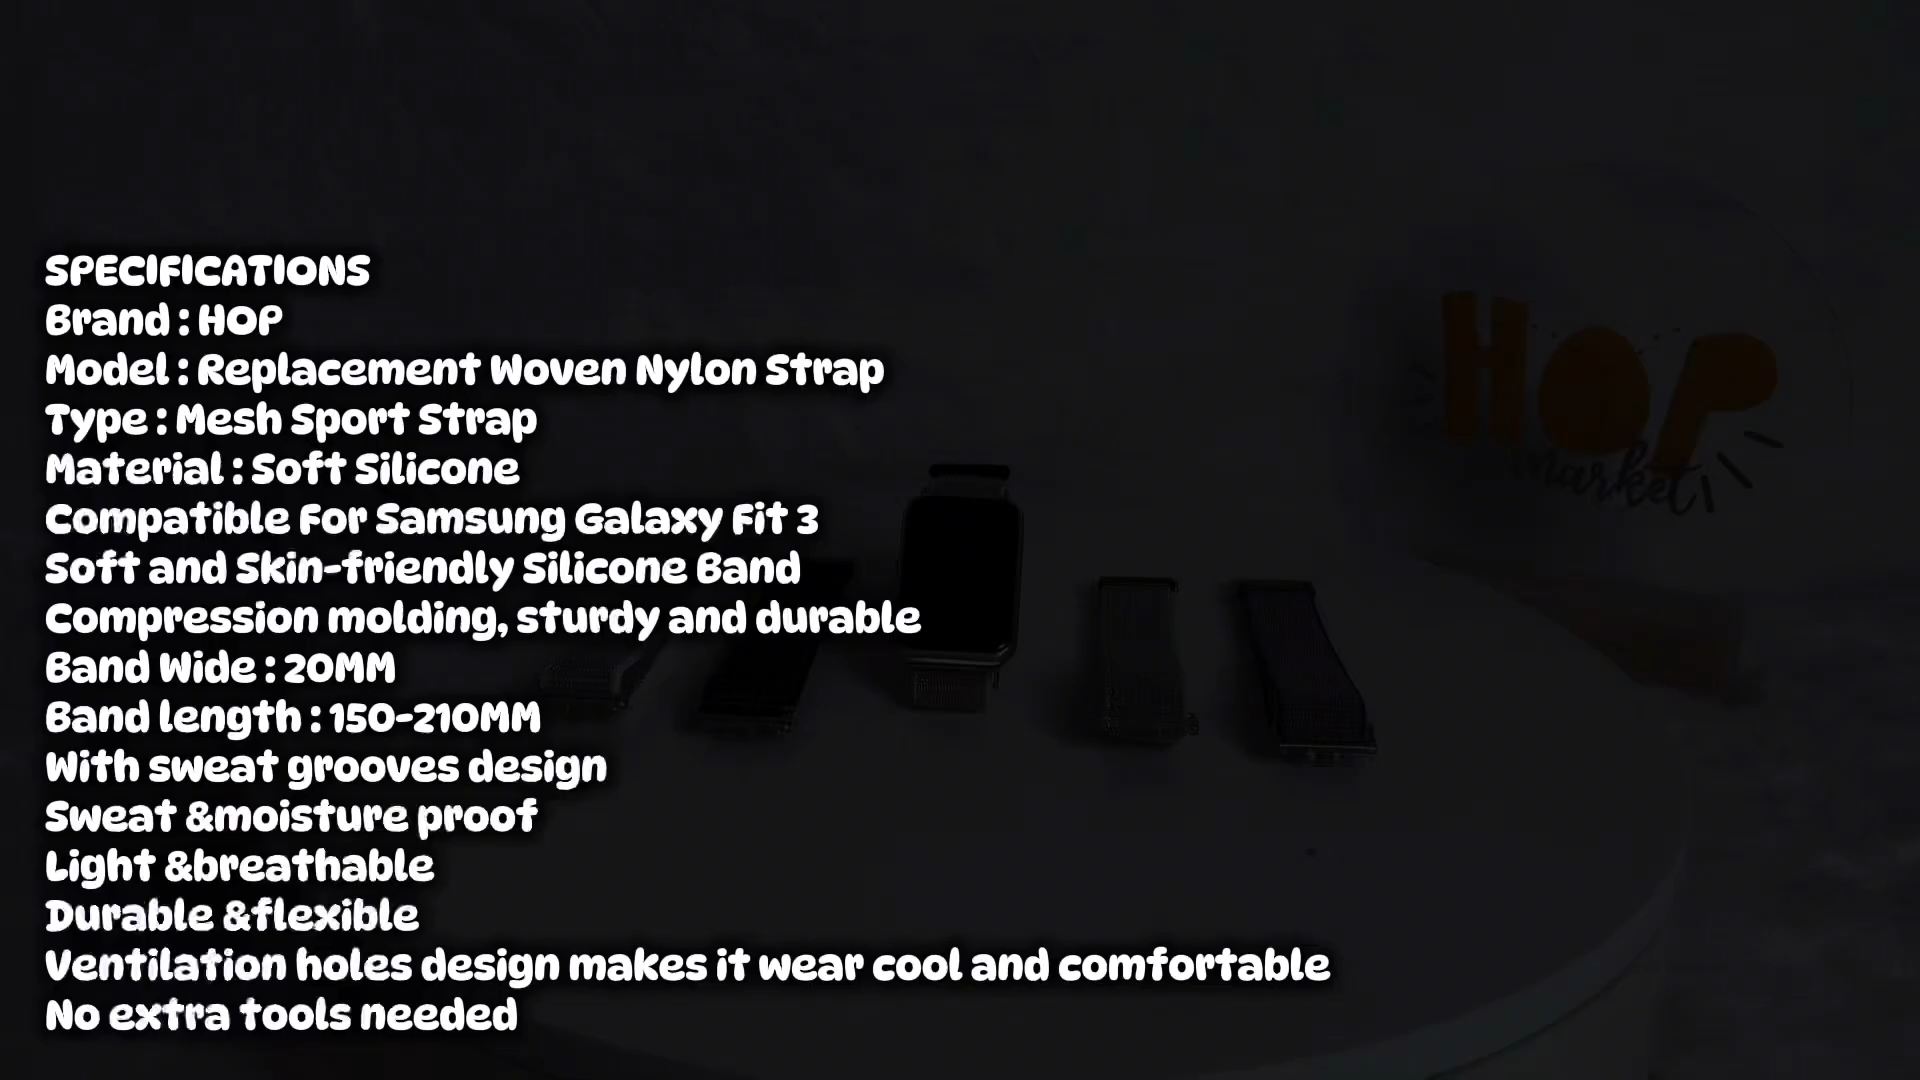 SPECIFICATIONS
Brand : HOP
Model : Replacement Woven Nylon Strap
Type : Mesh Sport Strap
Material : Soft Silicone
Compatible For Samsung Galaxy Fit 3
Soft and Skin-friendly Silicone Band
Compression molding, sturdy and durable
Band Wide : 20MM
Band length : 150-210MM
With sweat grooves design
Sweat &moisture proof
Light &breathable
Durable &flexible
Ventilation holes design makes it wear cool and comfortable
No extra tools needed
HOP
market